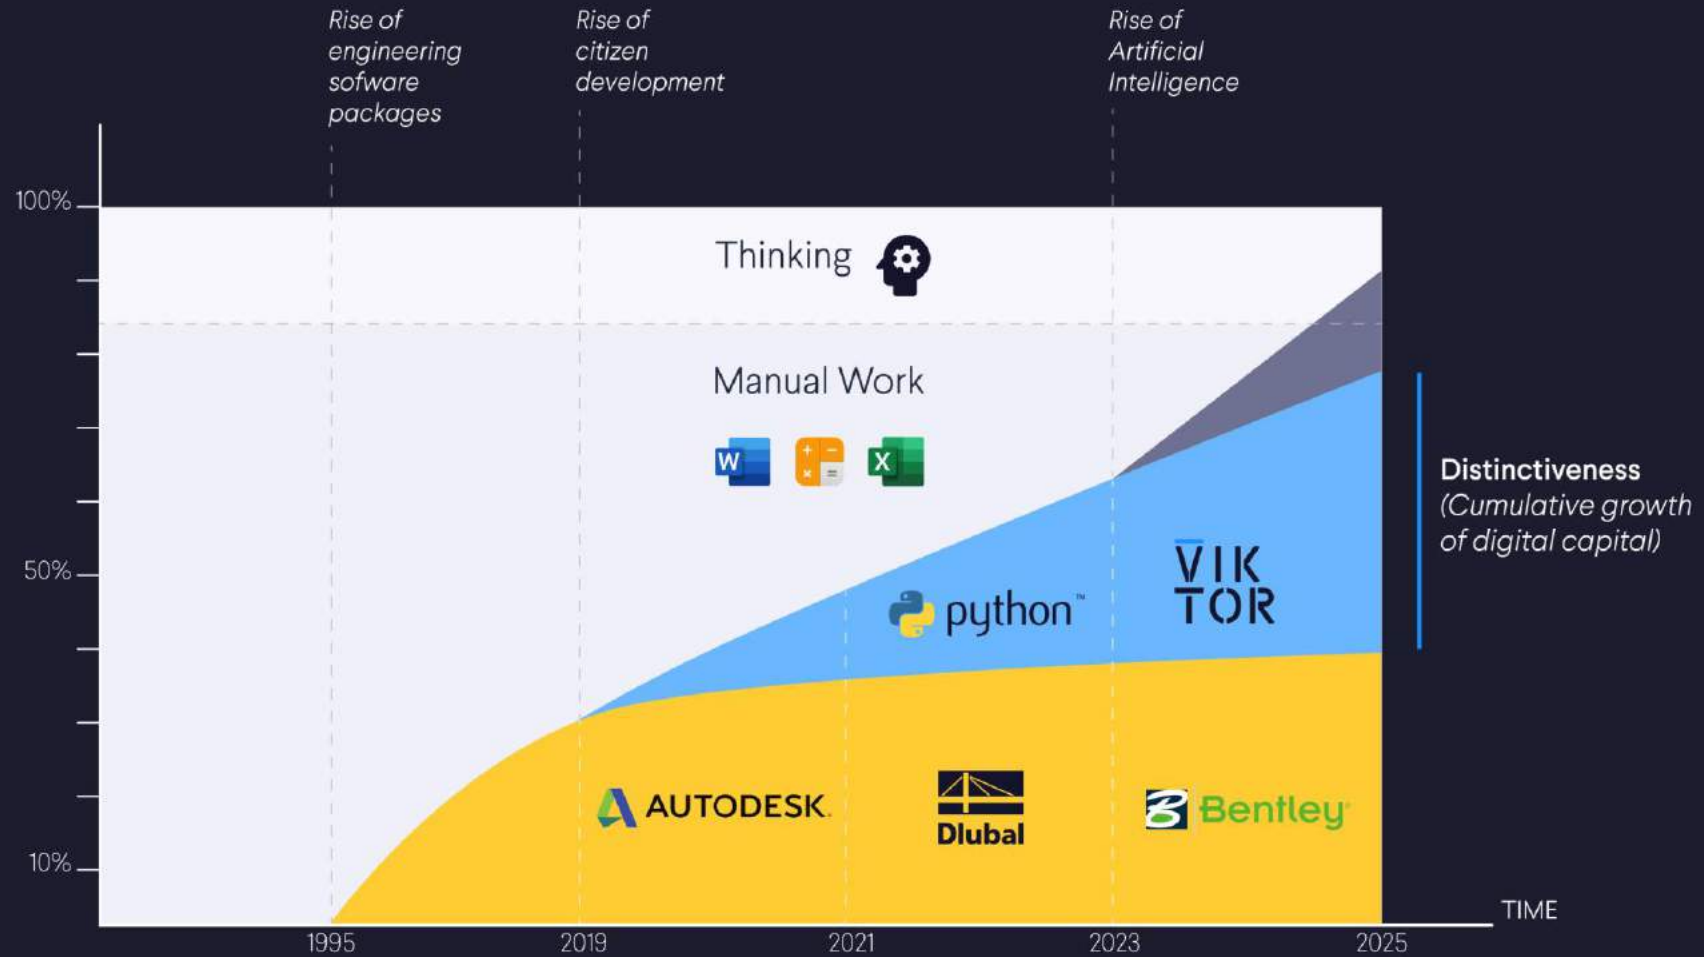 Rise of
engineering
sofware
packages
Rise of
citizen
development
Rise of
Artificial
Intelligence
100%
50%
10%
Thinking
Manual Work
W
X
+ −
× =
python™
VIK
TOR
AUTODESK.
Dlubal
B Bentley®
Distinctiveness
(Cumulative growth
of digital capital)
TIME
1995
2019
2021
2023
2025